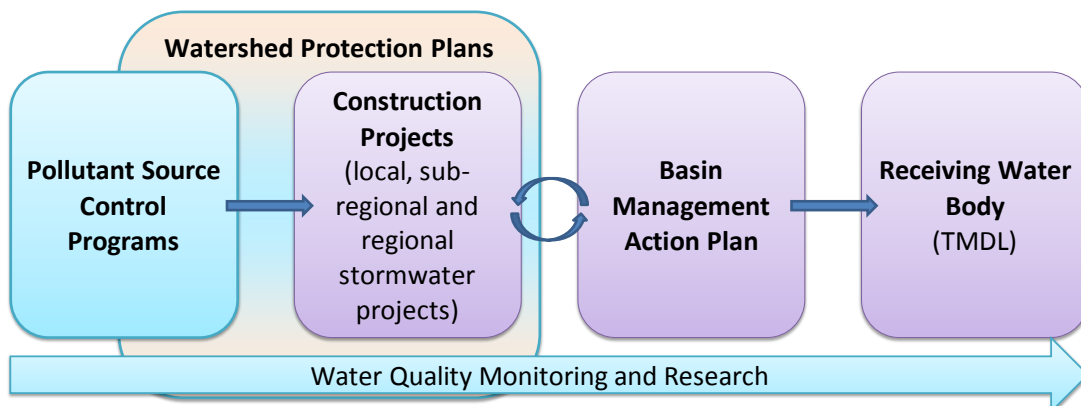 Watershed Protection Plans
Pollutant Source
Control
Programs
Construction
Projects
(local, sub-
regional and
regional
stormwater
projects)
Basin
Management
Action Plan
Receiving Water
Body
(TMDL)
Water Quality Monitoring and Research